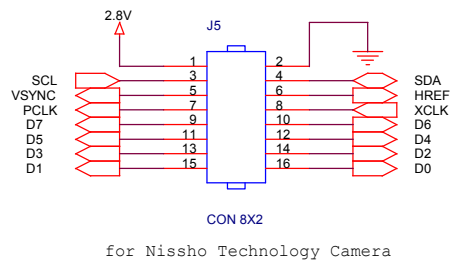 2.8V
J5
1 2
SCL 3 4 SDA
VSYNC 5 6 HREF
PCLK 7 8 XCLK
D7 9 10 D6
D5 11 12 D4
D3 13 14 D2
D1 15 16 D0
CON 8X2
for Nissho Technology Camera